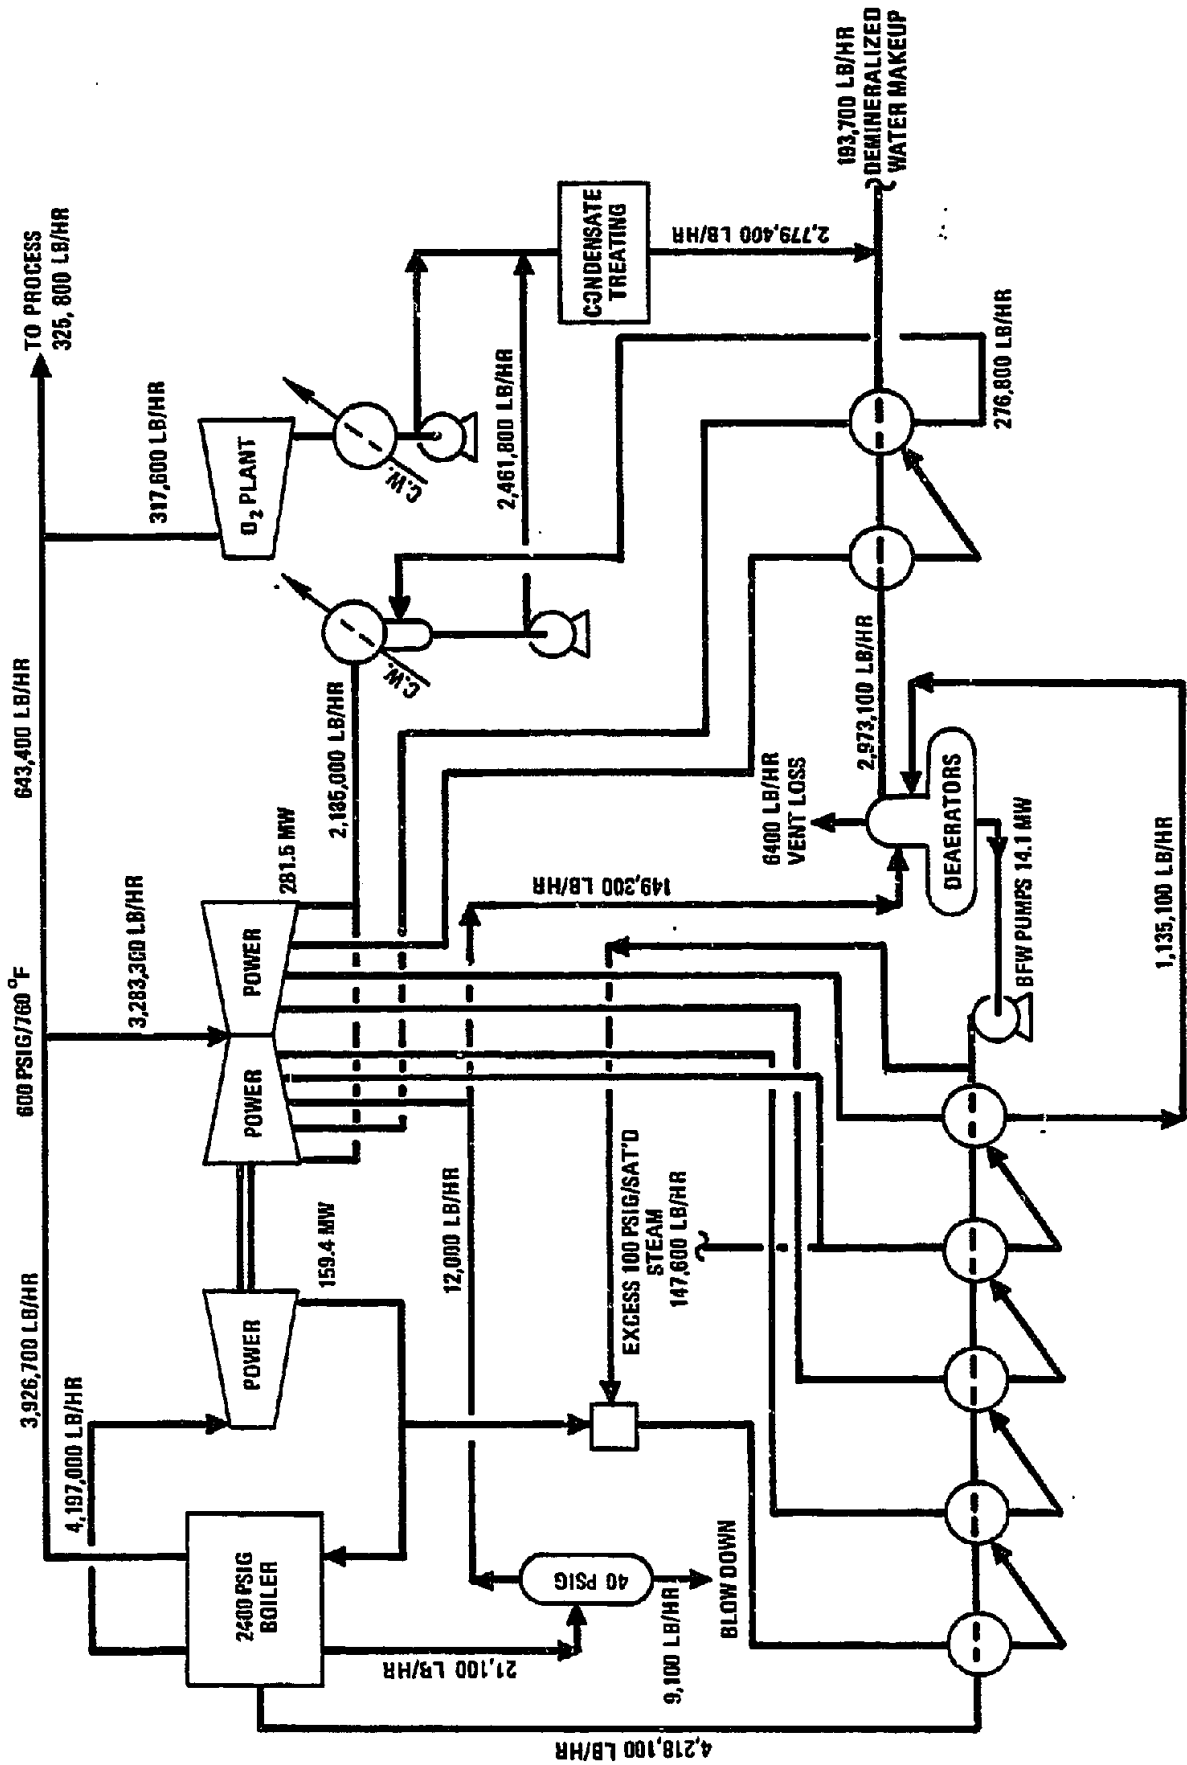 TO PROCESS
325, 800 LB/HR
643,400 LB/HR
600 PSIG/760 °F
3,926,700 LB/HR
4,197,000 LB/HR
317,600 LB/HR
3,283,300 LB/HR
O2 PLANT
C.W.
C.W.
2,461,800 LB/HR
2,185,000 LB/HR
CONDENSATE
TREATING
2,779,400 LB/HR
193,700 LB/HR
DEMINERALIZED
WATER MAKEUP
276,800 LB/HR
281.5 MW
POWER
POWER
POWER
159.4 MW
2400 PSIG
BOILER
21,100 LB/HR
40 PSIG
12,000 LB/HR
9,100 LB/HR
BLOW DOWN
EXCESS 100 PSIG/SAT'D
STEAM
147,600 LB/HR
149,300 LB/HR
6400 LB/HR
VENT LOSS
2,973,100 LB/HR
DEAERATORS
BFW PUMPS 14.1 MW
1,135,100 LB/HR
4,218,100 LB/HR